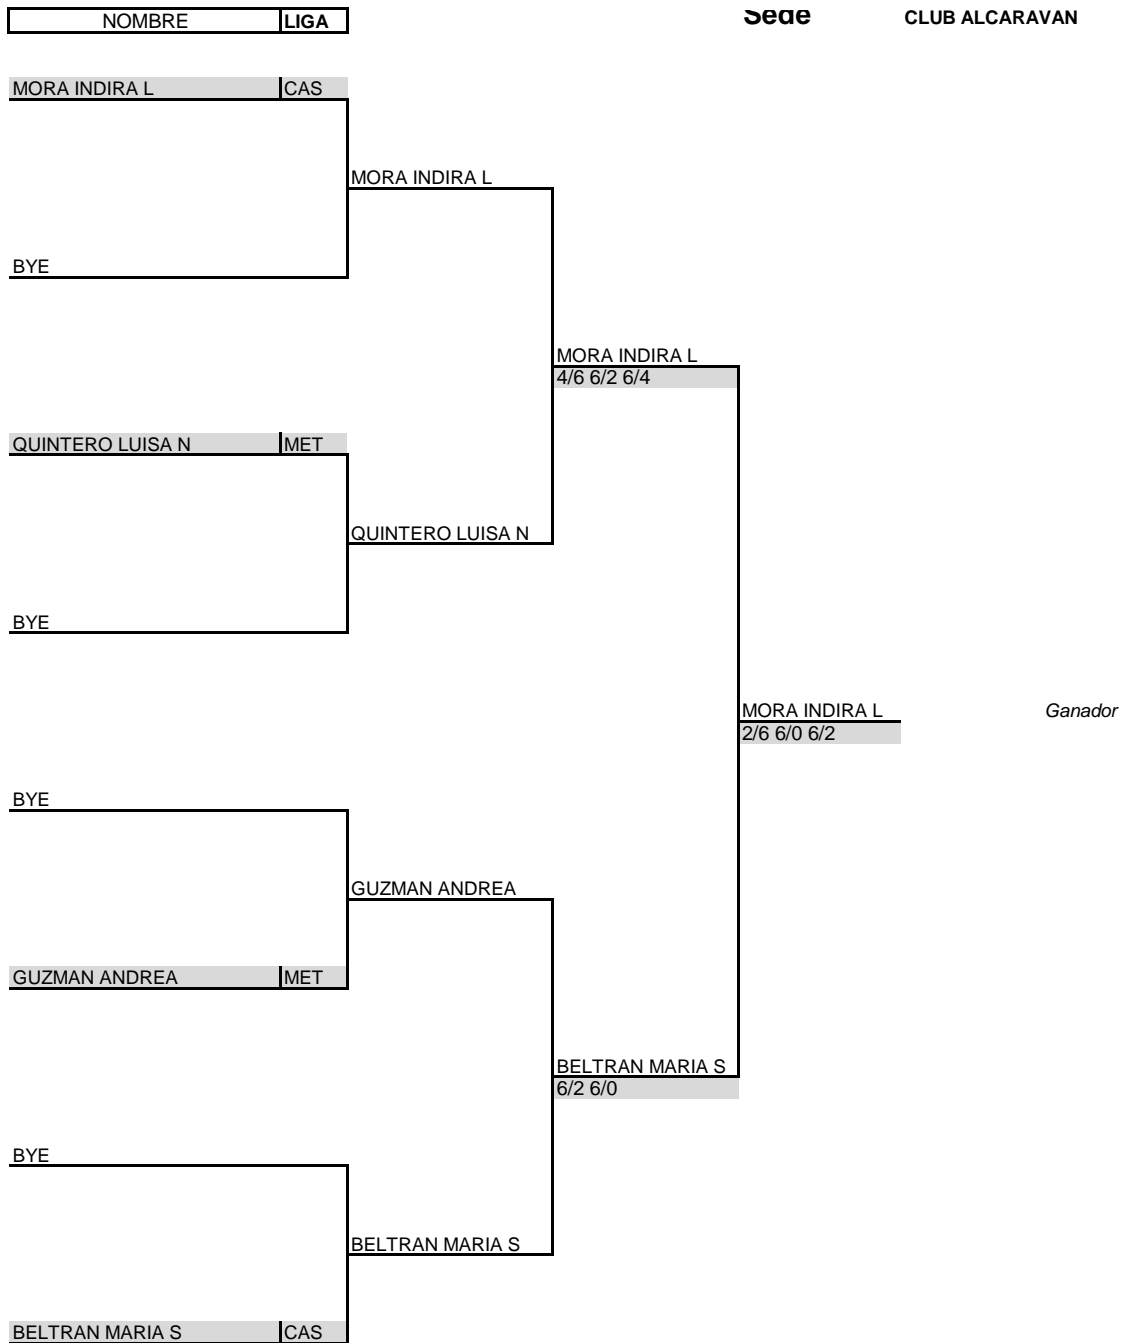 NOMBRE LIGA Sede CLUB ALCARAVAN
MORA INDIRA L CAS
MORA INDIRA L
BYE
MORA INDIRA L
4/6 6/2 6/4
QUINTERO LUISA N MET
QUINTERO LUISA N
BYE
MORA INDIRA L Ganador
2/6 6/0 6/2
BYE
GUZMAN ANDREA
GUZMAN ANDREA MET
BELTRAN MARIA S
6/2 6/0
BYE
BELTRAN MARIA S
BELTRAN MARIA S CAS